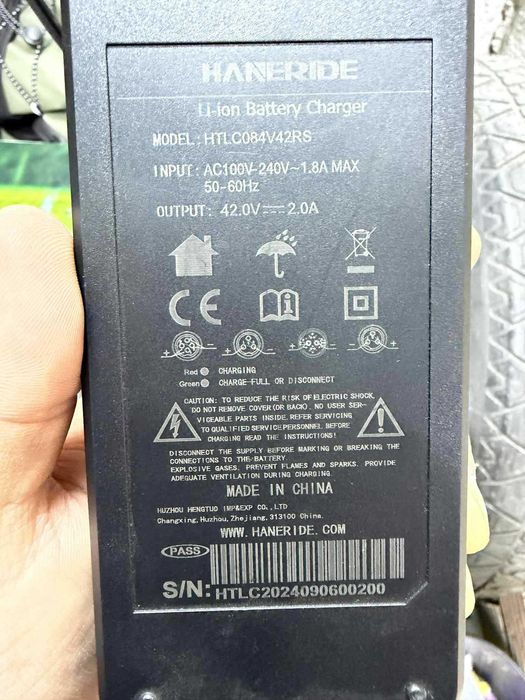 HANERIDE
Li-ion Battery Charger
MODEL: HTLC084V42RS
INPUT: AC100V-240V~1.8A MAX
50-60Hz
OUTPUT: 42.0V⎓2.0A
CE
i
Red CHARGING
Green CHARGE FULL OR DISCONNECT
CAUTION: TO REDUCE THE RISK OF ELECTRIC SHOCK,
DO NOT REMOVE COVER (OR BACK). NO USER SER-
VICEABLE PARTS INSIDE. REFER SERVICING
TO QUALIFIED SERVICE PERSONNEL. BEFORE
CHARGING READ THE INSTRUCTIONS!
DISCONNECT THE SUPPLY BEFORE MARKING OR BREAKING THE
CONNECTIONS TO THE BATTERY.
EXPLOSIVE GASES. PREVENT FLAMES AND SPARKS. PROVIDE
ADEQUATE VENTILATION DURING CHARGING.
MADE IN CHINA
HUZHOU HENGTUO IMP&EXP CO., LTD
Changxing, Huzhou, Zhejiang, 313100 China
WWW.HANERIDE.COM
PASS
S/N: HTLC2024090600200